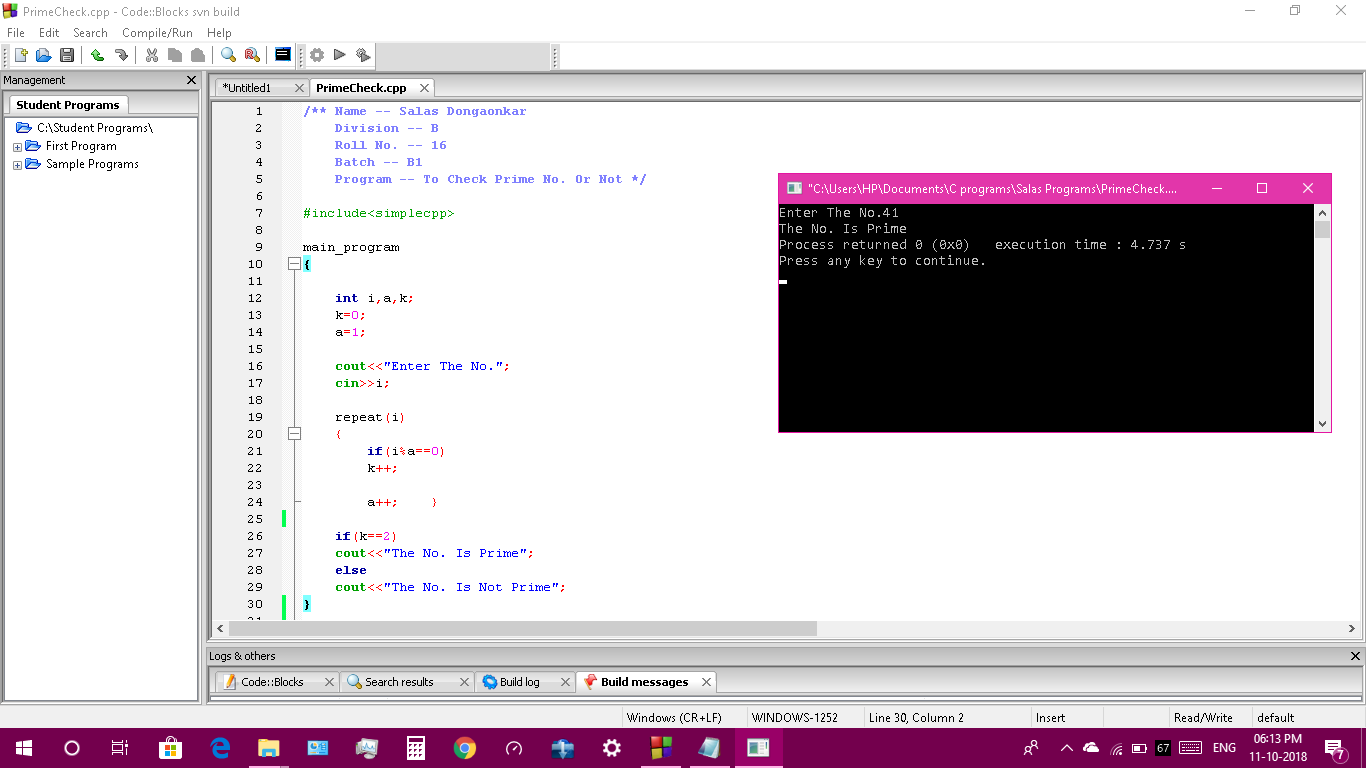 PrimeCheck.cpp - Code::Blocks svn build
File Edit Search Compile/Run Help
Management
*Untitled1 PrimeCheck.cpp
Student Programs
C:\Student Programs\
First Program
Sample Programs
1 /** Name -- Salas Dongaonkar
2 Division -- B
3 Roll No. -- 16
4 Batch -- B1
5 Program -- To Check Prime No. Or Not */
6
7 #include<simplecpp>
8
9 main_program
10 {
11
12 int i,a,k;
13 k=0;
14 a=1;
15
16 cout<<"Enter The No.";
17 cin>>i;
18
19 repeat(i)
20 {
21 if(i%a==0)
22 k++;
23
24 a++; }
25
26 if(k==2)
27 cout<<"The No. Is Prime";
28 else
29 cout<<"The No. Is Not Prime";
30 }
"C:\Users\HP\Documents\C programs\Salas Programs\PrimeCheck....
Enter The No.41
The No. Is Prime
Process returned 0 (0x0) execution time : 4.737 s
Press any key to continue.
Logs & others
Code::Blocks Search results Build log Build messages
Windows (CR+LF) WINDOWS-1252 Line 30, Column 2 Insert Read/Write default
67 ENG 06:13 PM
11-10-2018
7